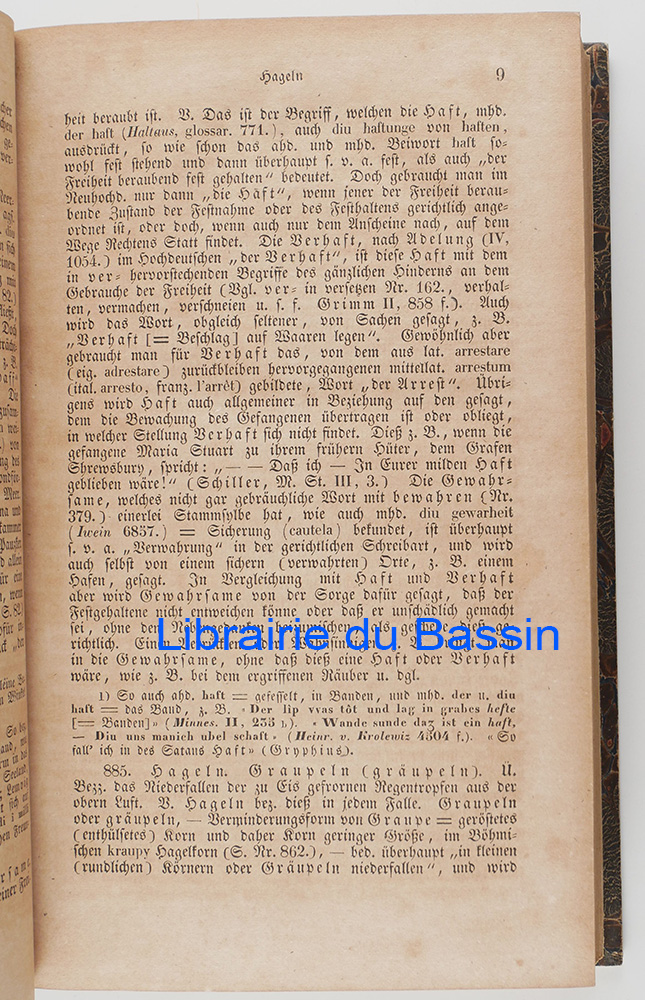 Hageln 9
heit beraubt ist. V. Das ist der Begriff, welchen die Haft, mhd.
der haft (Haltaus, glossar. 771.), auch diu haftunge von haften,
ausdrückt, so wie schon das ahd. und mhd. Beiwort haft so-
wohl fest stehend und dann überhaupt s. v. a. fest, als auch „der
Freiheit beraubend fest gehalten“ bedeutet. Doch gebraucht man im
Neuhochd. nur dann „die Haft“, wenn jener der Freiheit berau-
bende Zustand der Festnahme oder des Festhaltens gerichtlich ange-
ordnet ist, oder doch, wenn auch nur dem Anscheine nach, auf dem
Wege Rechtens Statt findet. Die Verhaft, nach Adelung (IV,
1054.) im Hochdeutschen „der Verhaft“, ist diese Haft mit dem
in ver- hervorstechenden Begriffe des gänzlichen Hinderns an dem
Gebrauche der Freiheit (Vgl. ver- in versetzen Nr. 162., verhal-
ten, vermachen, verschneien u. s. f. Grimm II, 858 f.). Auch
wird das Wort, obgleich seltener, von Sachen gesagt, z. B.
„Verhaft [= Beschlag] auf Waaren legen“. Gewöhnlich aber
gebraucht man für Verhaft das, von dem aus lat. arrestare
(eig. adrestare) zurückbleiben hervorgegangenen mittellat. arrestum
(ital. arresto, franz. l'arrêt) gebildete, Wort „der Arrest“. Übri-
gens wird Haft auch allgemeiner in Beziehung auf den gesagt,
dem die Bewachung des Gefangenen übertragen ist oder obliegt,
in welcher Stellung Verhaft sich nicht findet. Dieß z. B., wenn die
gefangene Maria Stuart zu ihrem frühern Hüter, dem Grafen
Shrewsbury, spricht: „— — Daß ich — In Eurer milden Haft
geblieben wäre!“ (Schiller, M. St. III, 3.) Die Gewahr-
same, welches nicht gar gebräuchliche Wort mit bewahren (Nr.
379.) einerlei Stammsylbe hat, wie auch mhd. diu gewarheit
(Iwein 6857.) = Sicherung (cautela) bekundet, ist überhaupt
s. v. a. „Verwahrung“ in der gerichtlichen Schreibart, und wird
auch selbst von einem sichern (verwahrten) Orte, z. B. einem
Hafen, gesagt. In Vergleichung mit Haft und Verhaft
aber wird Gewahrsame von der Sorge dafür gesagt, daß der
Festgehaltene nicht entweichen könne oder daß er unschädlich gemacht
sei, ohne den
richtlich.
Librairie du Bassin
in die Gewahrsame, ohne daß dieß eine Haft oder Verhaft
wäre, wie z. B. bei dem ergriffenen Räuber u. dgl.
1) So auch ahd. haft = gefesselt, in Banden, und mhd. der u. diu
haft = das Band, z. B. «Der lip vvas tôt und lag in grabes hefte
[= Banden]» (Minnes. II, 235 b). «Wande sunde daz ist ein haft,
— Diu uns manich ubel schaft» (Heinr. v. Krolewiz 4504 f.). «So
fall' ich in des Satans Haft» (Gryphius).
885. Hageln. Graupeln (gräupeln). Ü.
Bezz. das Niederfallen der zu Eis gefrornen Regentropfen aus der
obern Luft. V. Hageln bez. dieß in jedem Falle. Graupeln
oder gräupeln, — Verminderungsform von Graupe = geröstetes
(enthülsetes) Korn und daher Korn geringer Größe, im Böhmi-
schen kraupy Hagelkorn (S. Nr. 862.), — bed. überhaupt „in kleinen
(rundlichen) Körnern oder Gräupeln niederfallen“, und wird